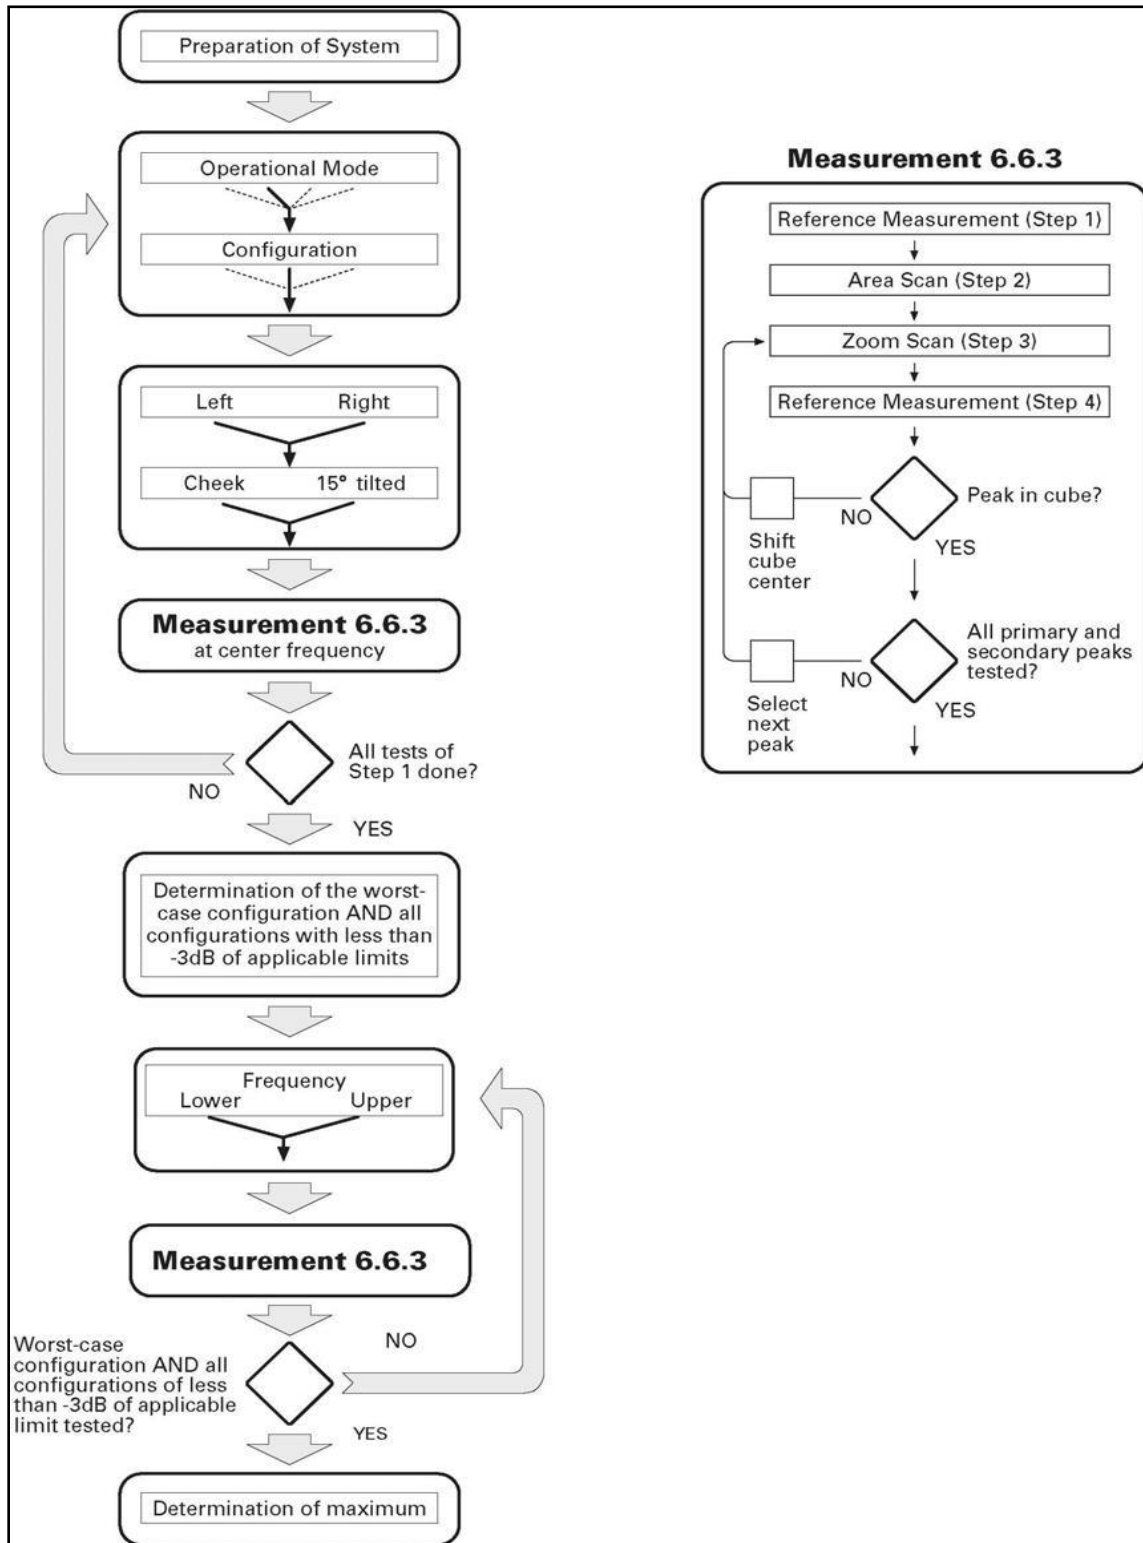 Preparation of System
Operational Mode
Configuration
Left Right
Cheek 15° tilted
Measurement 6.6.3
at center frequency
All tests of
Step 1 done?
NO
YES
Determination of the worst-
case configuration AND all
configurations with less than
-3dB of applicable limits
Frequency
Lower Upper
Measurement 6.6.3
Worst-case
configuration AND all
configurations of less
than -3dB of applicable
limit tested?
NO
YES
Determination of maximum
Measurement 6.6.3
Reference Measurement (Step 1)
Area Scan (Step 2)
Zoom Scan (Step 3)
Reference Measurement (Step 4)
Peak in cube?
NO
Shift
cube
center
YES
All primary and
secondary peaks
tested?
NO
Select
next
peak
YES